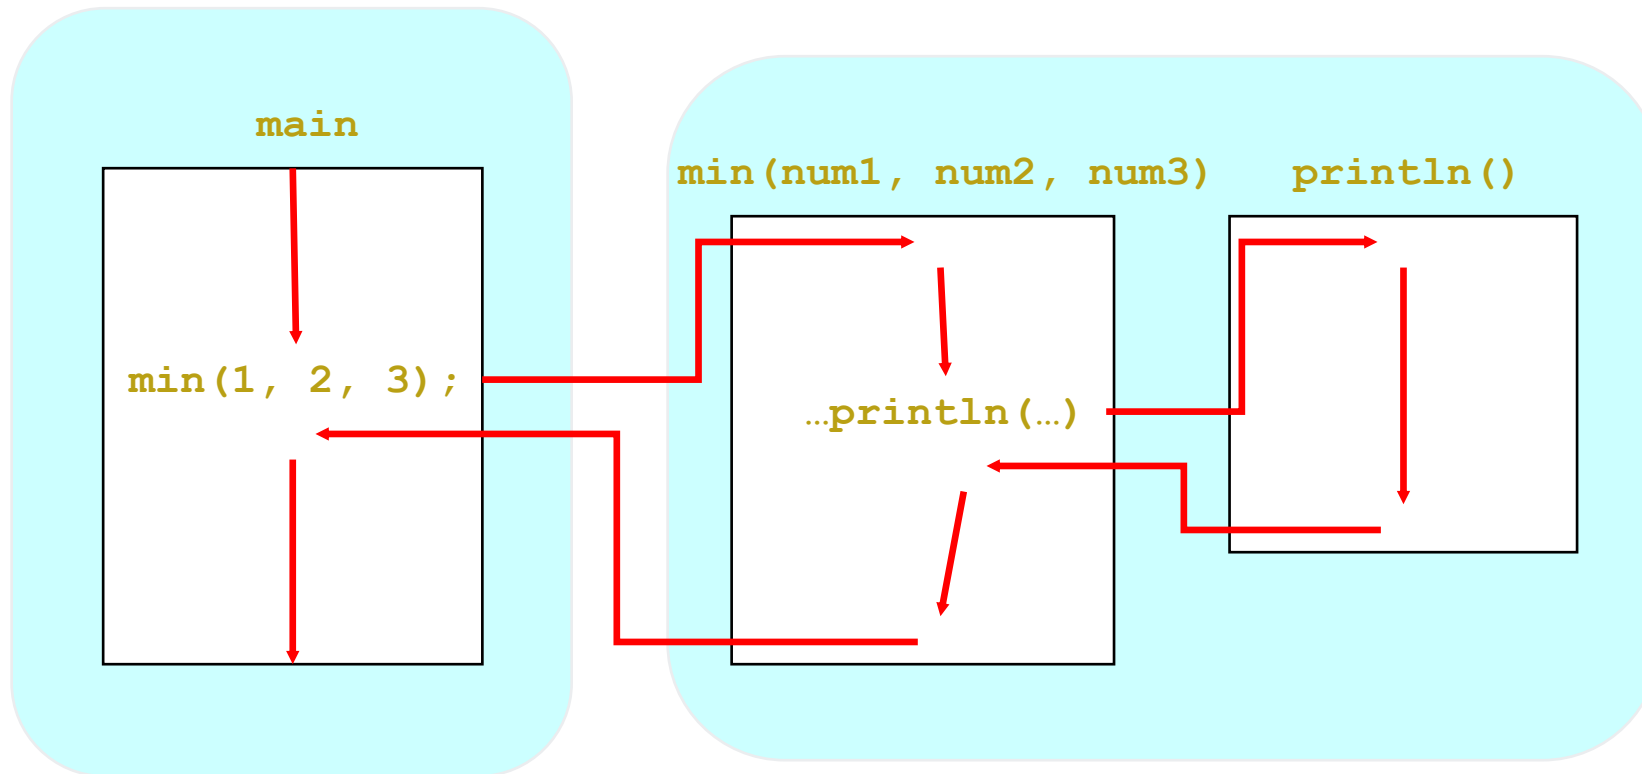 main
min(num1, num2, num3)
println()
min(1, 2, 3);
…println(…)